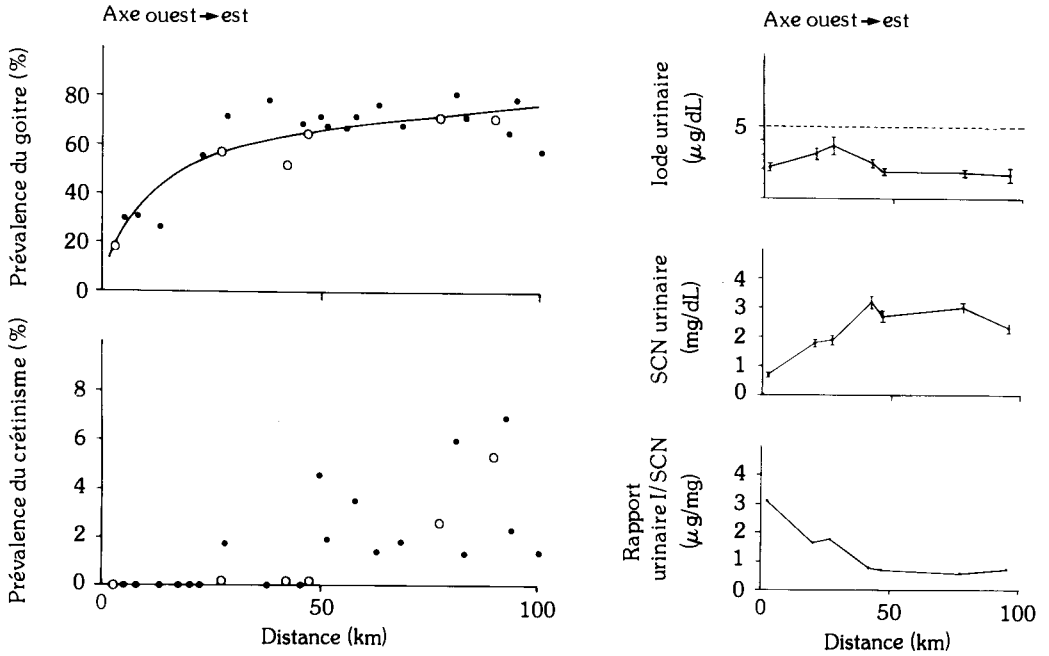 Axe ouest→est
Prévalence du goitre (%)
80
60
40
20
0
Prévalence du crétinisme (%)
8
6
4
2
0
0 50 100
Distance (km)
Axe ouest→est
Iode urinaire
(μg/dL)
5
SCN urinaire
(mg/dL)
4
3
2
1
0
Rapport
urinaire I/SCN
(μg/mg)
4
3
2
1
0
0 50 100
Distance (km)